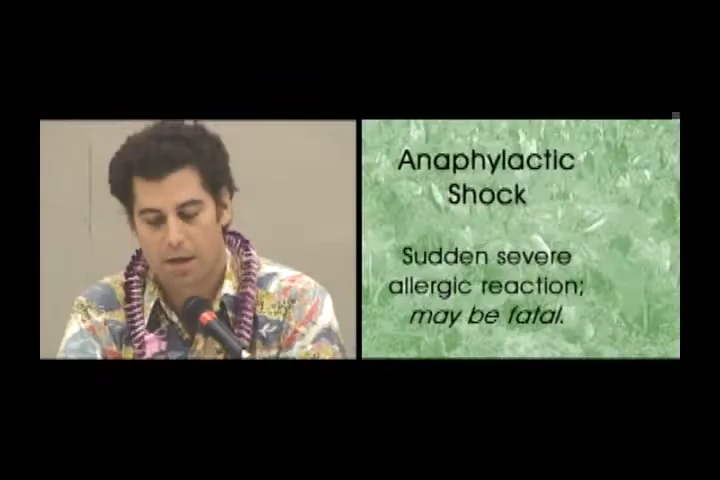 Anaphylactic
Shock
Sudden severe
allergic reaction;
may be fatal.